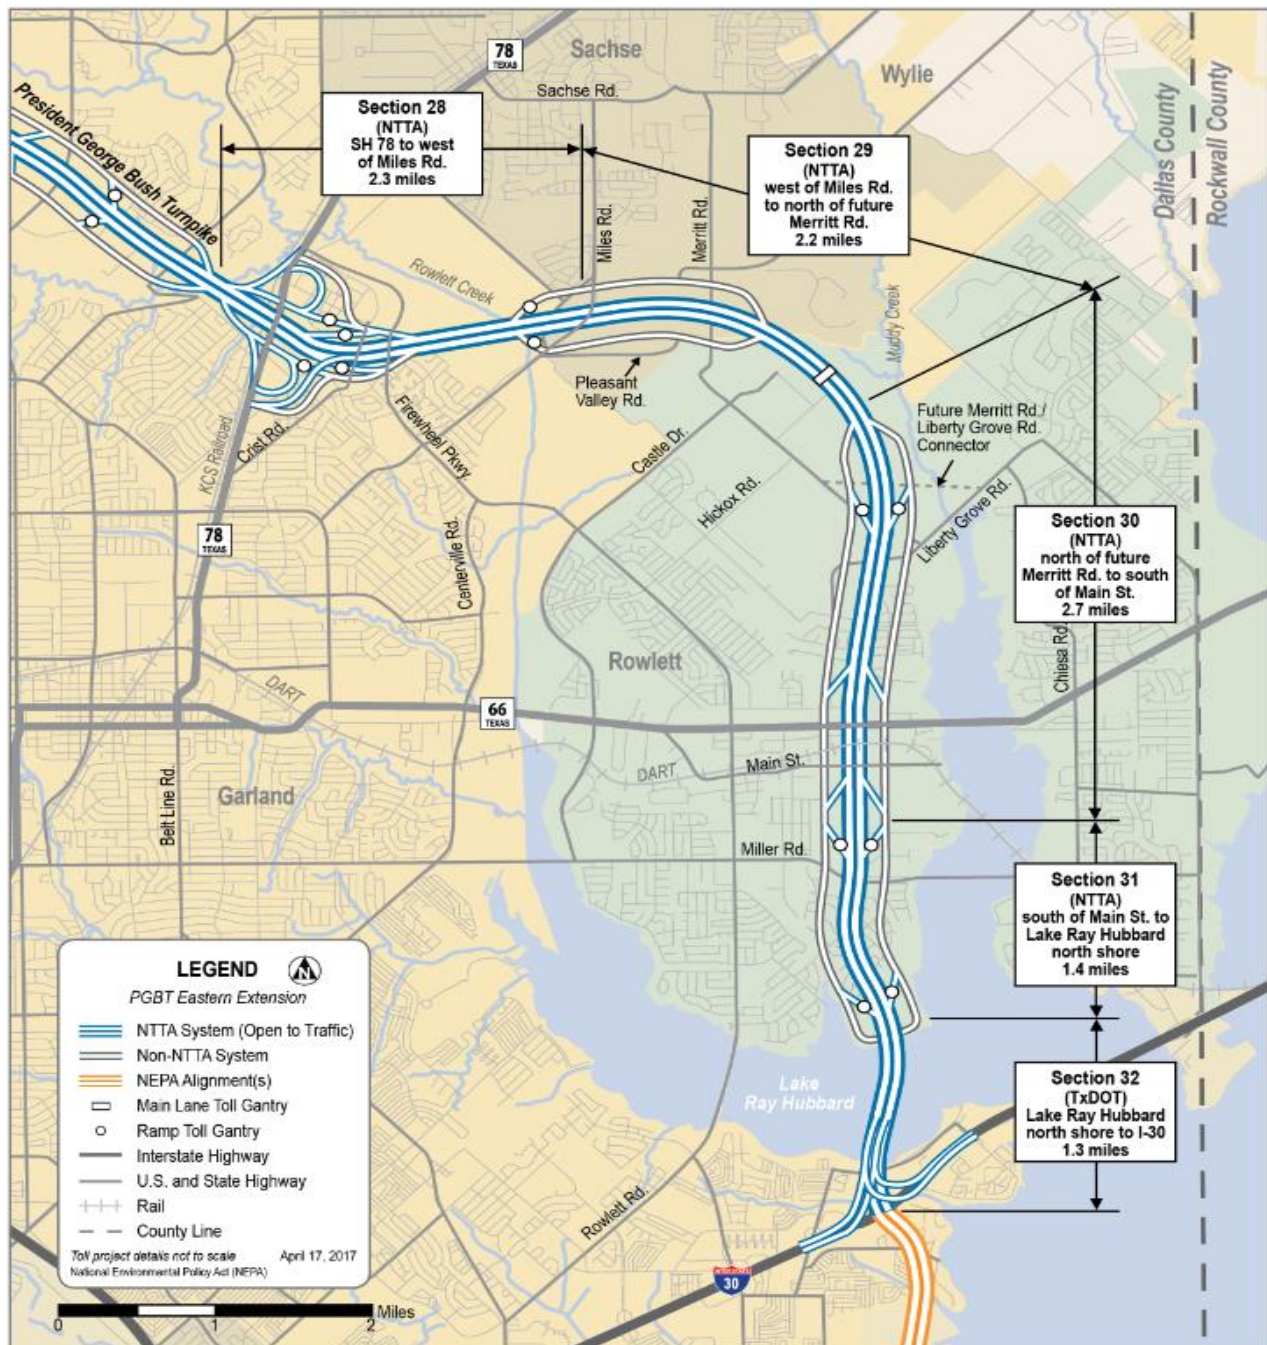 78
TEXAS
Sachse
Sachse Rd.
Wylie
Dallas County
Rockwall County
President George Bush Turnpike
Section 28
(NTTA)
SH 78 to west
of Miles Rd.
2.3 miles
Section 29
(NTTA)
west of Miles Rd.
to north of future
Merritt Rd.
2.2 miles
Miles Rd.
Merritt Rd.
Rowlett Creek
Muddy Creek
Pleasant
Valley Rd.
Future Merritt Rd./
Liberty Grove Rd.
Connector
KCS Railroad
Crist Rd.
Firewheel Pkwy.
Castle Dr.
Hickox Rd.
Liberty Grove Rd.
78
TEXAS
Centerville Rd.
Section 30
(NTTA)
north of future
Merritt Rd. to south
of Main St.
2.7 miles
Chiesa Rd.
Rowlett
DART
66
TEXAS
Main St.
DART
Garland
Belt Line Rd.
Miller Rd.
Section 31
(NTTA)
south of Main St. to
Lake Ray Hubbard
north shore
1.4 miles
Lake
Ray Hubbard
Section 32
(TxDOT)
Lake Ray Hubbard
north shore to I-30
1.3 miles
Rowlett Rd.
INTERSTATE
30
LEGEND
N
PGBT Eastern Extension
NTTA System (Open to Traffic)
Non-NTTA System
NEPA Alignment(s)
Main Lane Toll Gantry
Ramp Toll Gantry
Interstate Highway
U.S. and State Highway
Rail
County Line
Toll project details not to scale April 17, 2017
National Environmental Policy Act (NEPA)
0 1 2 Miles